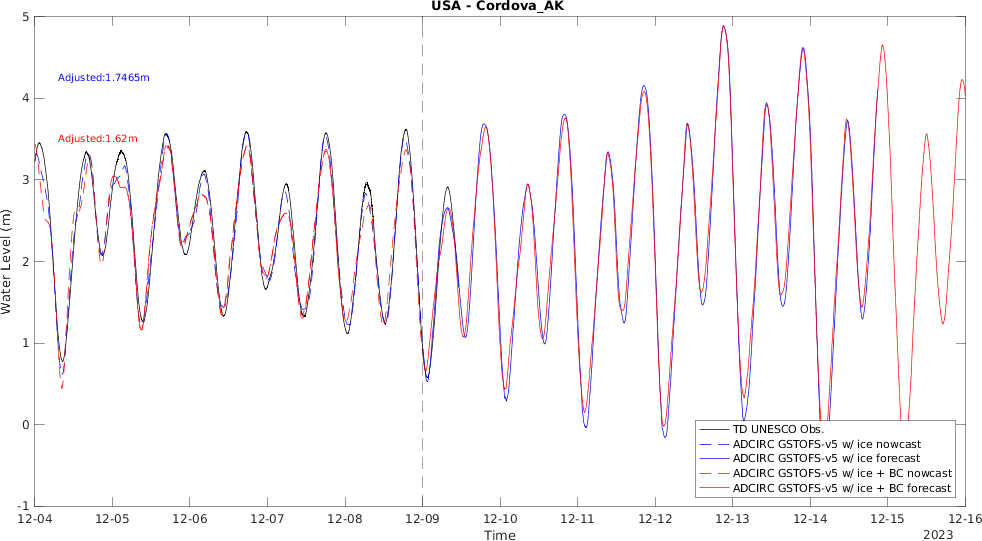 USA - Cordova_AK
5
4
3
2
1
0
-1
Water Level (m)
Adjusted:1.7465m
Adjusted:1.62m
TD UNESCO Obs.
ADCIRC GSTOFS-v5 w/ ice nowcast
ADCIRC GSTOFS-v5 w/ ice forecast
ADCIRC GSTOFS-v5 w/ ice + BC nowcast
ADCIRC GSTOFS-v5 w/ ice + BC forecast
12-04 12-05 12-06 12-07 12-08 12-09 12-10 12-11 12-12 12-13 12-14 12-15 12-16
Time
2023